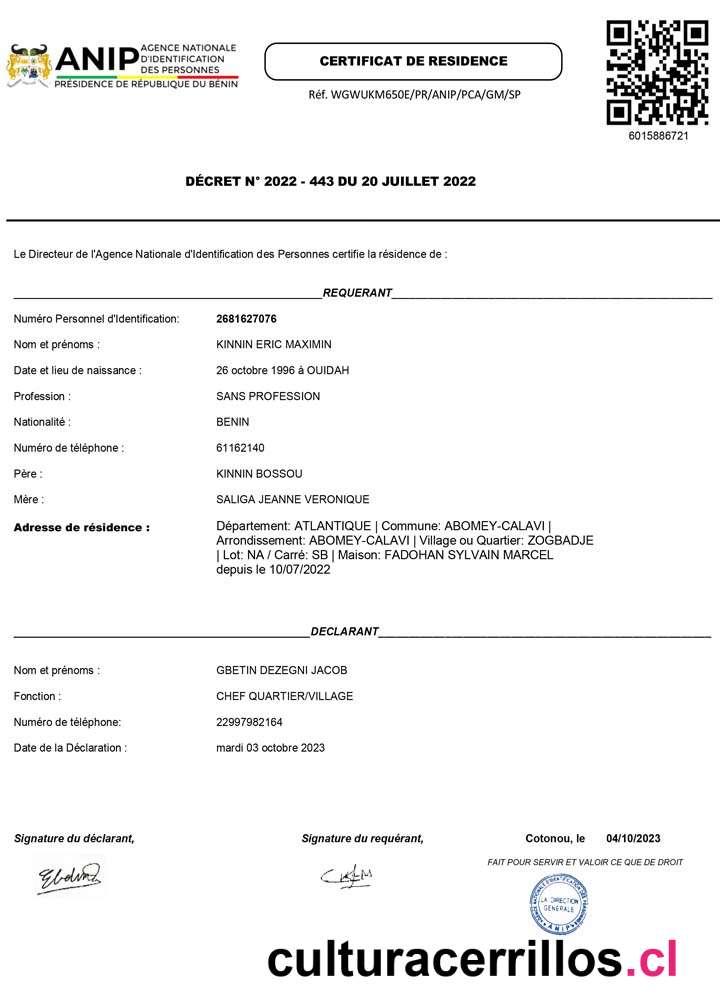 ANIP AGENCE NATIONALE
D'IDENTIFICATION
DES PERSONNES
PRÉSIDENCE DE RÉPUBLIQUE DU BÉNIN
CERTIFICAT DE RESIDENCE
Réf. WGWUKM650E/PR/ANIP/PCA/GM/SP
6015886721
DÉCRET N° 2022 - 443 DU 20 JUILLET 2022
Le Directeur de l'Agence Nationale d'Identification des Personnes certifie la résidence de :
REQUERANT
Numéro Personnel d'Identification: 2681627076
Nom et prénoms : KINNIN ERIC MAXIMIN
Date et lieu de naissance : 26 octobre 1996 à OUIDAH
Profession : SANS PROFESSION
Nationalité : BENIN
Numéro de téléphone : 61162140
Père : KINNIN BOSSOU
Mère : SALIGA JEANNE VERONIQUE
Adresse de résidence : Département: ATLANTIQUE | Commune: ABOMEY-CALAVI |
Arrondissement: ABOMEY-CALAVI | Village ou Quartier: ZOGBADJE
| Lot: NA / Carré: SB | Maison: FADOHAN SYLVAIN MARCEL
depuis le 10/07/2022
DECLARANT
Nom et prénoms : GBETIN DEZEGNI JACOB
Fonction : CHEF QUARTIER/VILLAGE
Numéro de téléphone: 22997982164
Date de la Déclaration : mardi 03 octobre 2023
Signature du déclarant, Signature du requérant, Cotonou, le 04/10/2023
FAIT POUR SERVIR ET VALOIR CE QUE DE DROIT
LA DIRECTION
GENERALE
ANIP
culturacerrillos.cl